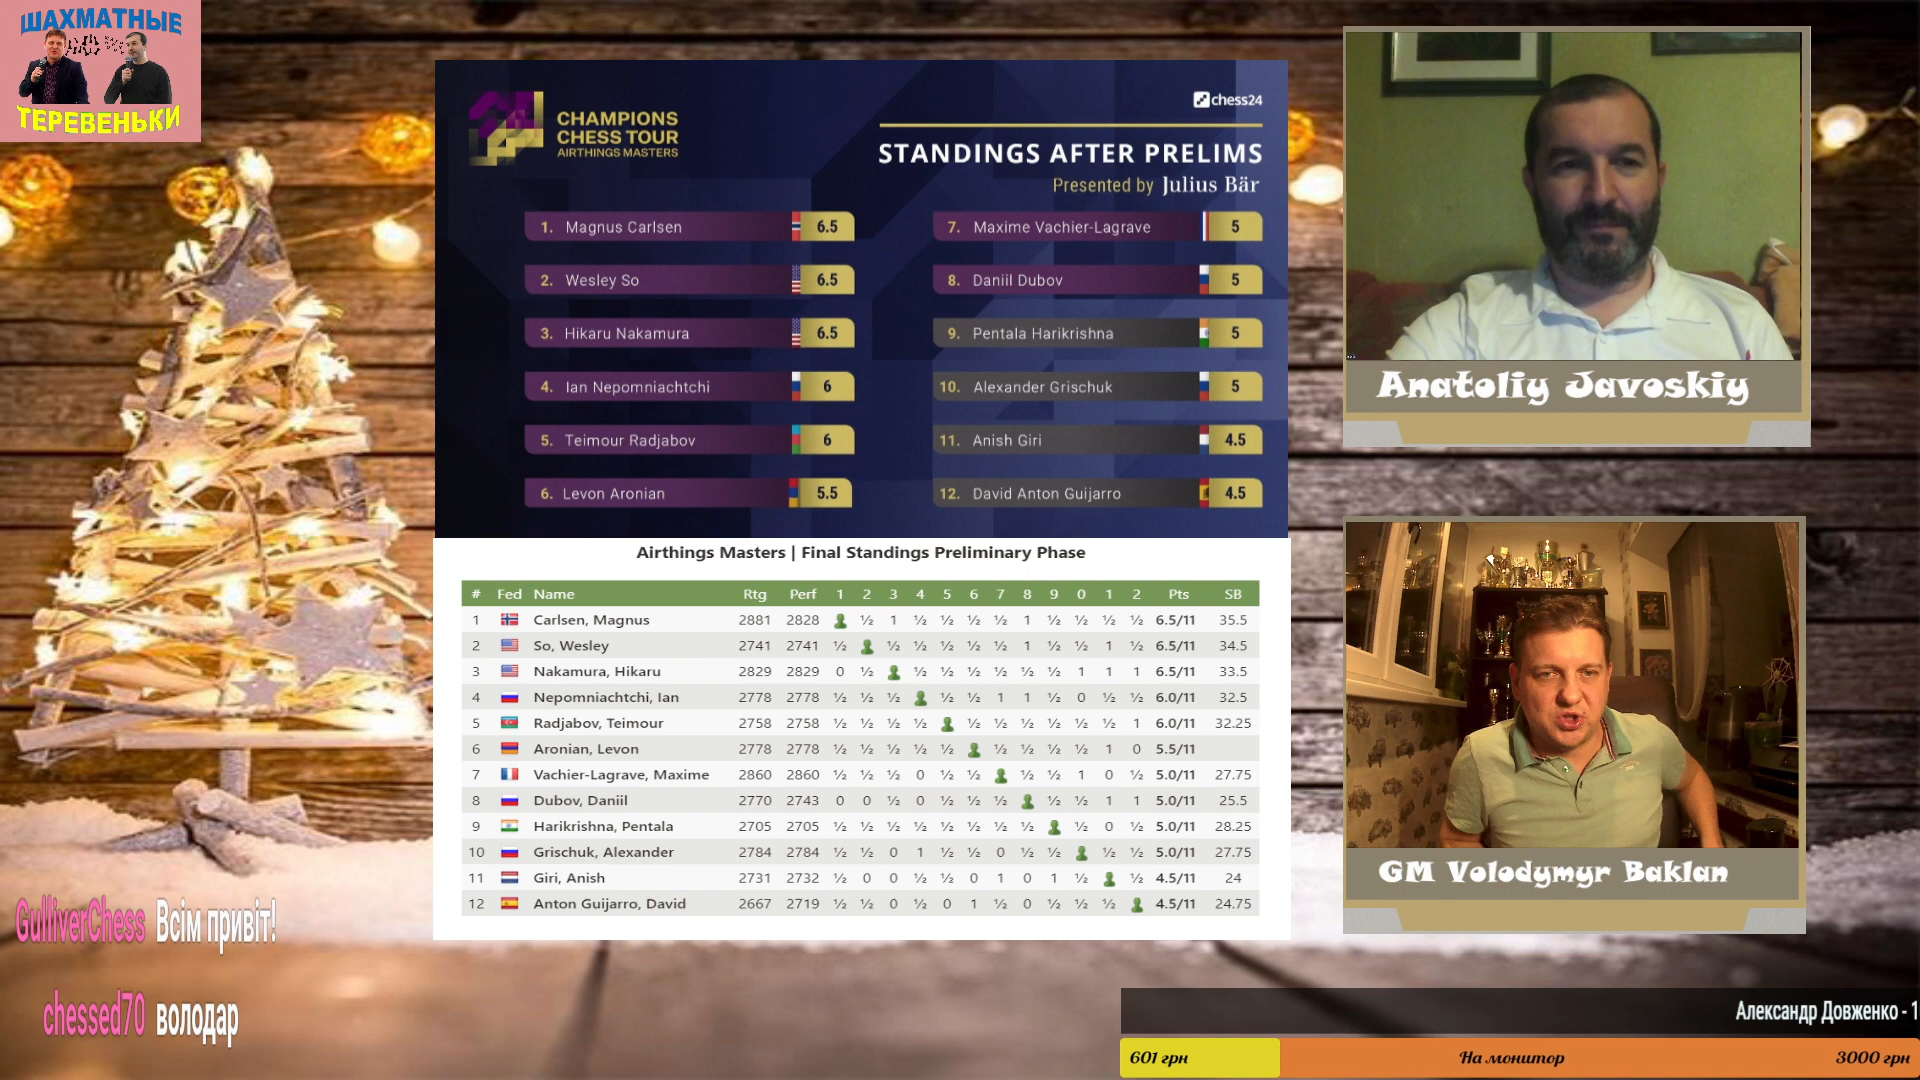 ШАХМАТНЫЕ
ТЕРЕВЕНЬКИ
CHAMPIONS
CHESS TOUR
AIRTHINGS MASTERS
chess24
STANDINGS AFTER PRELIMS
Presented by Julius Bär
1. Magnus Carlsen 6.5
2. Wesley So 6.5
3. Hikaru Nakamura 6.5
4. Ian Nepomniachtchi 6
5. Teimour Radjabov 6
6. Levon Aronian 5.5
7. Maxime Vachier-Lagrave 5
8. Daniil Dubov 5
9. Pentala Harikrishna 5
10. Alexander Grischuk 5
11. Anish Giri 4.5
12. David Anton Guijarro 4.5
Airthings Masters | Final Standings Preliminary Phase
# Fed Name Rtg Perf 1 2 3 4 5 6 7 8 9 0 1 2 Pts SB
1 Carlsen, Magnus 2881 2828 ½ 1 ½ ½ ½ ½ 1 ½ ½ ½ ½ 6.5/11 35.5
2 So, Wesley 2741 2741 ½ ½ ½ ½ ½ ½ 1 ½ ½ 1 ½ 6.5/11 34.5
3 Nakamura, Hikaru 2829 2829 0 ½ ½ ½ ½ ½ ½ ½ 1 1 1 6.5/11 33.5
4 Nepomniachtchi, Ian 2778 2778 ½ ½ ½ ½ ½ 1 1 ½ 0 ½ ½ 6.0/11 32.5
5 Radjabov, Teimour 2758 2758 ½ ½ ½ ½ ½ ½ ½ ½ ½ ½ 1 6.0/11 32.25
6 Aronian, Levon 2778 2778 ½ ½ ½ ½ ½ ½ ½ ½ ½ 1 0 5.5/11
7 Vachier-Lagrave, Maxime 2860 2860 ½ ½ ½ 0 ½ ½ ½ ½ 1 0 ½ 5.0/11 27.75
8 Dubov, Daniil 2770 2743 0 0 ½ 0 ½ ½ ½ ½ ½ 1 1 5.0/11 25.5
9 Harikrishna, Pentala 2705 2705 ½ ½ ½ ½ ½ ½ ½ ½ ½ 0 ½ 5.0/11 28.25
10 Grischuk, Alexander 2784 2784 ½ ½ 0 1 ½ ½ 0 ½ ½ ½ ½ 5.0/11 27.75
11 Giri, Anish 2731 2732 ½ 0 0 ½ ½ 0 1 0 1 ½ ½ 4.5/11 24
12 Anton Guijarro, David 2667 2719 ½ ½ 0 ½ 0 1 ½ 0 ½ ½ ½ 4.5/11 24.75
Anatoliy Javoskiy
GM Volodymyr Baklan
GulliverChess Всім привіт!
chessed70 володар
Александр Довженко - 1
601 грн На монитор 3000 грн